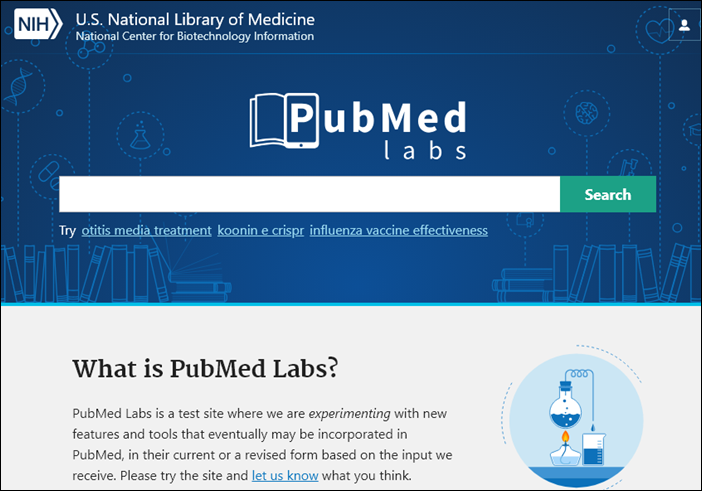 NIH
U.S. National Library of Medicine
National Center for Biotechnology Information
PubMed
labs
Search
Try otitis media treatment koonin e crispr influenza vaccine effectiveness
What is PubMed Labs?
PubMed Labs is a test site where we are experimenting with new
features and tools that eventually may be incorporated in
PubMed, in their current or a revised form based on the input we
receive. Please try the site and let us know what you think.